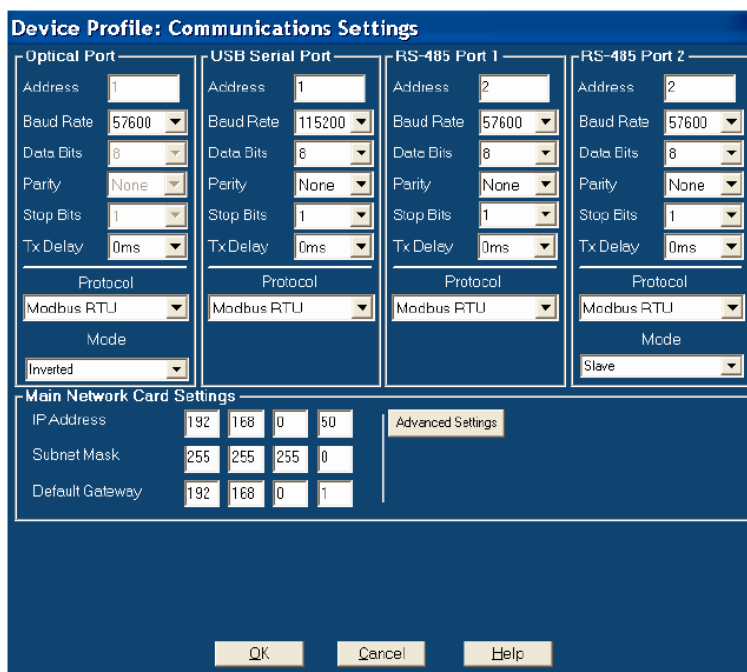 Device Profile: Communications Settings
Optical Port
Address 1
Baud Rate 57600
Data Bits 8
Parity None
Stop Bits 1
Tx Delay 0ms
Protocol
Modbus RTU
Mode
Inverted
USB Serial Port
Address 1
Baud Rate 115200
Data Bits 8
Parity None
Stop Bits 1
Tx Delay 0ms
Protocol
Modbus RTU
RS-485 Port 1
Address 2
Baud Rate 57600
Data Bits 8
Parity None
Stop Bits 1
Tx Delay 0ms
Protocol
Modbus RTU
RS-485 Port 2
Address 2
Baud Rate 57600
Data Bits 8
Parity None
Stop Bits 1
Tx Delay 0ms
Protocol
Modbus RTU
Mode
Slave
Main Network Card Settings
IP Address 192 168 0 50
Subnet Mask 255 255 255 0
Default Gateway 192 168 0 1
Advanced Settings
OK Cancel Help